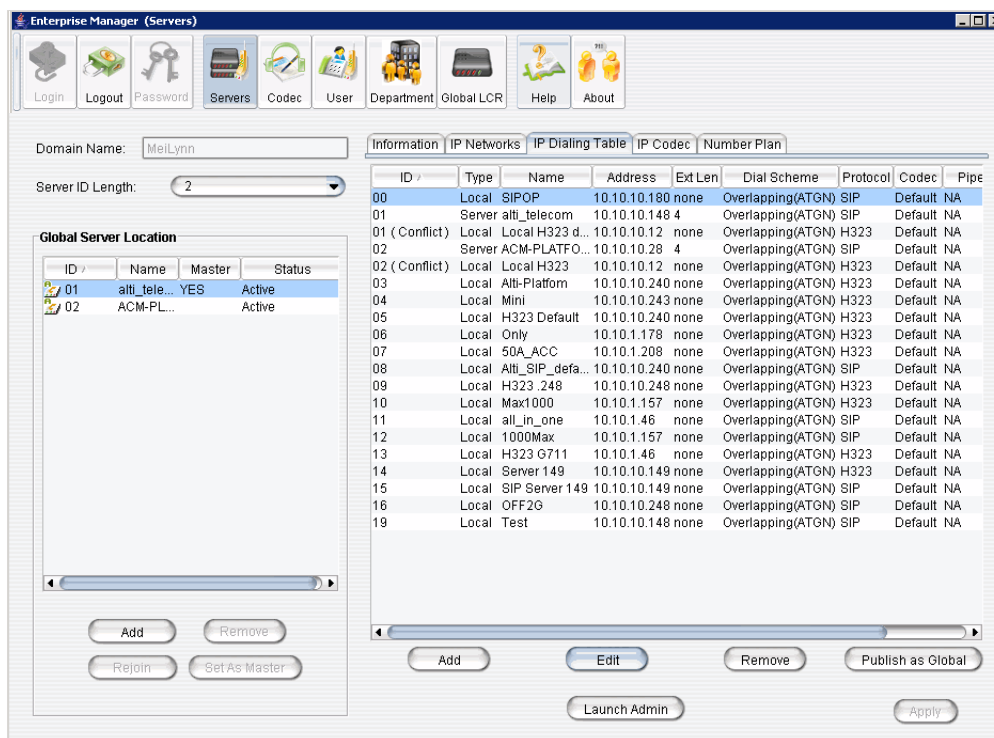 Enterprise Manager (Servers)
Login Logout Password Servers Codec User Department Global LCR Help About
Domain Name: MeiLynn
Server ID Length: 2
Global Server Location
ID Name Master Status
01 alti_tele... YES Active
02 ACM-PL... Active
Add Remove
Rejoin Set As Master
Information IP Networks IP Dialing Table IP Codec Number Plan
ID Type Name Address Ext Len Dial Scheme Protocol Codec Pipe
00 Local SIPOP 10.10.10.180 none Overlapping(ATGN) SIP Default NA
01 Server alti_telecom 10.10.10.148 4 Overlapping(ATGN) SIP Default NA
01 ( Conflict ) Local Local H323 d... 10.10.10.12 none Overlapping(ATGN) H323 Default NA
02 Server ACM-PLATFO... 10.10.10.28 4 Overlapping(ATGN) SIP Default NA
02 ( Conflict ) Local Local H323 10.10.10.12 none Overlapping(ATGN) H323 Default NA
03 Local Alti-Platfom 10.10.10.240 none Overlapping(ATGN) H323 Default NA
04 Local Mini 10.10.10.243 none Overlapping(ATGN) H323 Default NA
05 Local H323 Default 10.10.10.240 none Overlapping(ATGN) H323 Default NA
06 Local Only 10.10.1.178 none Overlapping(ATGN) H323 Default NA
07 Local 50A_ACC 10.10.1.208 none Overlapping(ATGN) H323 Default NA
08 Local Alti_SIP_defa... 10.10.10.240 none Overlapping(ATGN) SIP Default NA
09 Local H323 .248 10.10.10.248 none Overlapping(ATGN) H323 Default NA
10 Local Max1000 10.10.1.157 none Overlapping(ATGN) H323 Default NA
11 Local all_in_one 10.10.1.46 none Overlapping(ATGN) SIP Default NA
12 Local 1000Max 10.10.1.157 none Overlapping(ATGN) SIP Default NA
13 Local H323 G711 10.10.1.46 none Overlapping(ATGN) H323 Default NA
14 Local Server 149 10.10.10.149 none Overlapping(ATGN) H323 Default NA
15 Local SIP Server 149 10.10.10.149 none Overlapping(ATGN) SIP Default NA
16 Local OFF2G 10.10.10.248 none Overlapping(ATGN) SIP Default NA
19 Local Test 10.10.10.148 none Overlapping(ATGN) SIP Default NA
Add Edit Remove Publish as Global
Launch Admin Apply